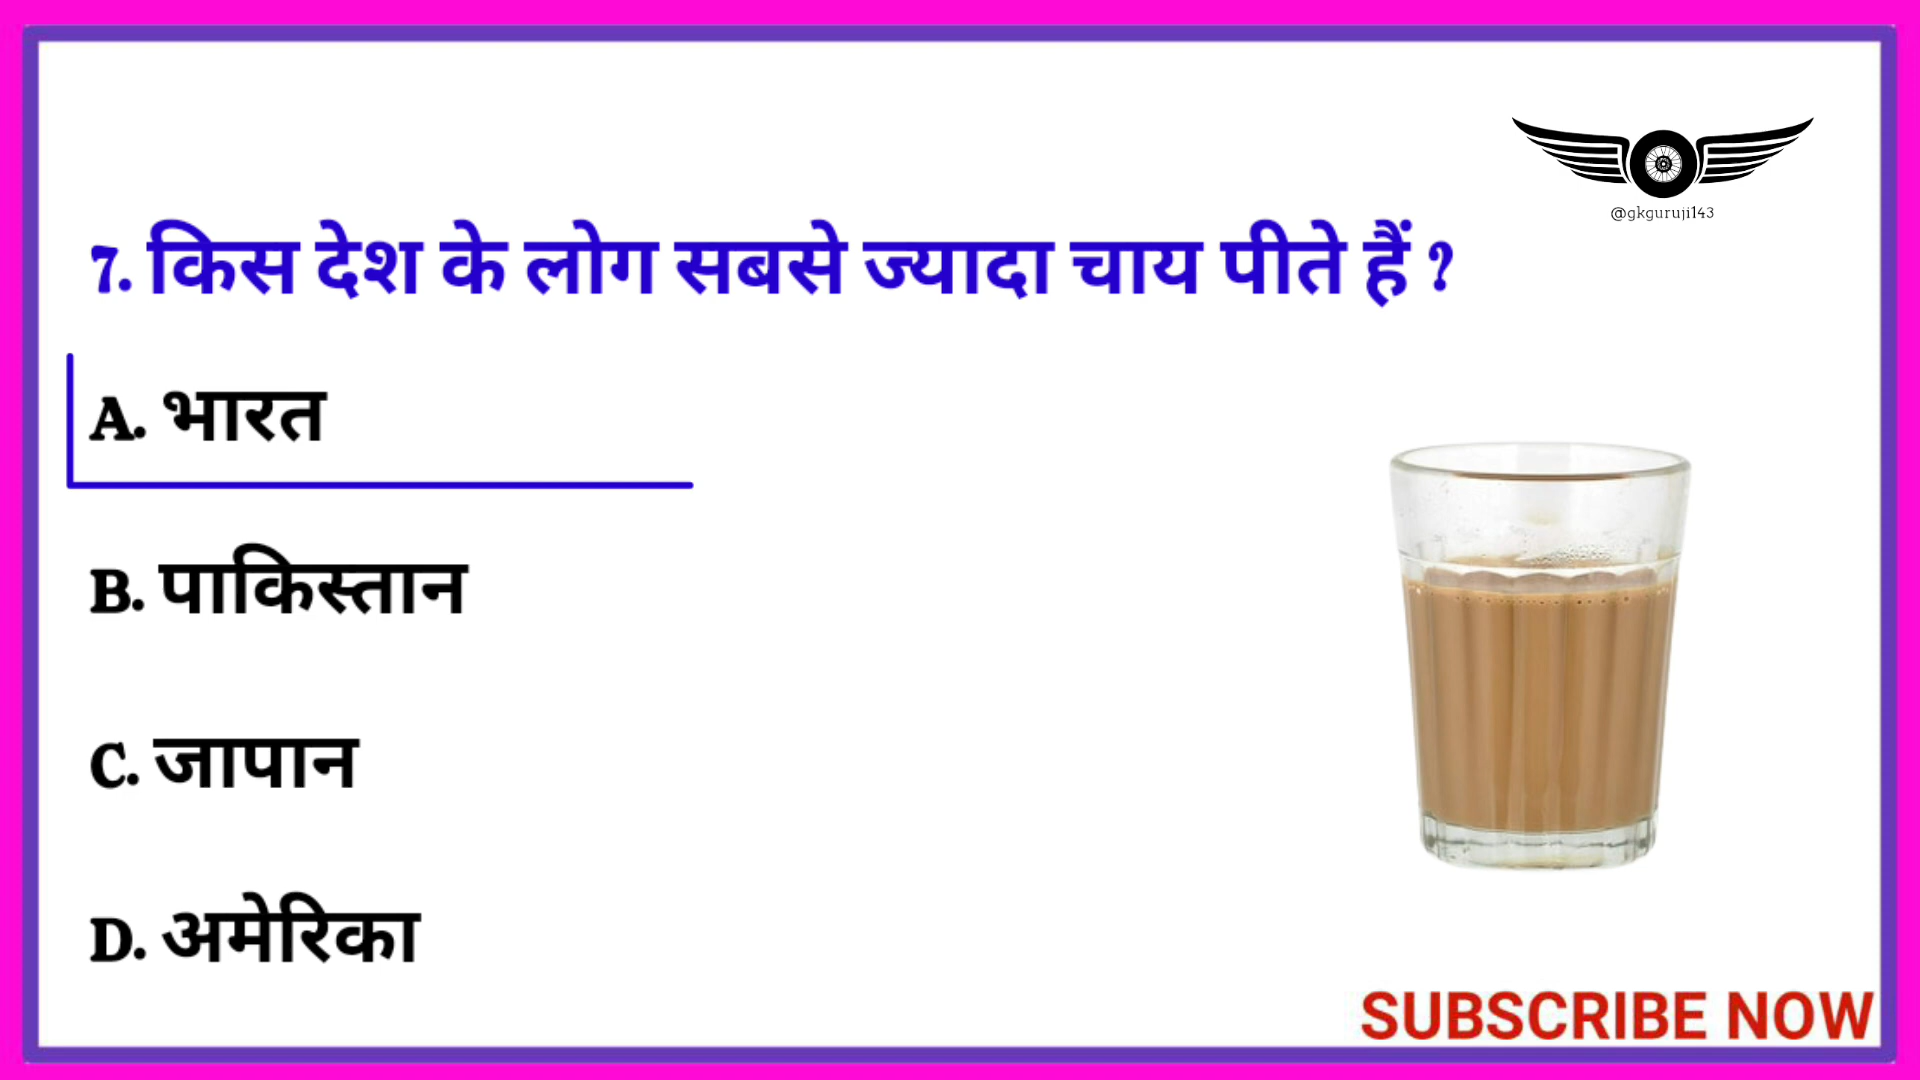 @gkguruji143
7. किस देश के लोग सबसे ज्यादा चाय पीते हैं ?
A. भारत
B. पाकिस्तान
C. जापान
D. अमेरिका
SUBSCRIBE NOW